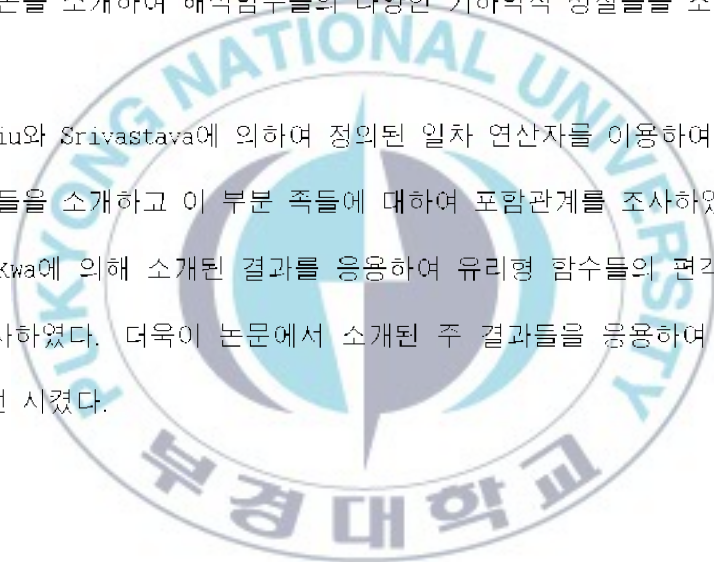 소개하여 해석함수들의 다양한 기하학적 성질들을
iu와 Srivastava에 의하여 정의된 일차 연산자를 이용하여
들을 소개하고 이 부분 족들에 대하여 포함관계를 조사하였
kwa에 의해 소개된 결과를 응용하여 유리형 함수들의 편각
사하였다. 더욱이 논문에서 소개된 주 결과들을 응용하여
시켰다.
PUKYONG NATIONAL UNIVERSITY
부경대학교